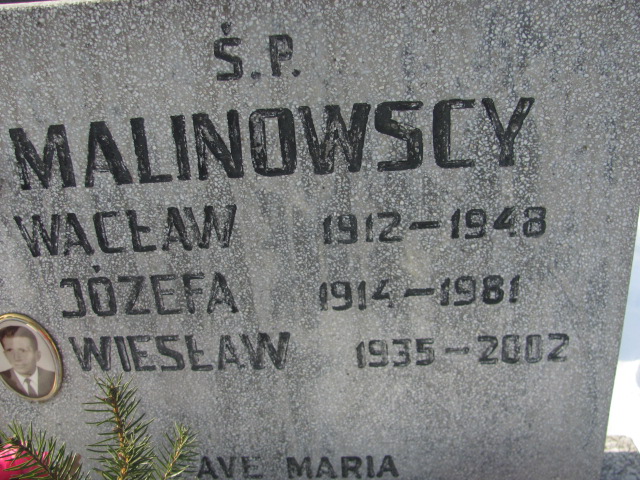 Ś.P.
MALINOWSCY
WACŁAW 1912-1948
JÓZEFA 1914-1981
WIESŁAW 1935-2002
AVE MARIA